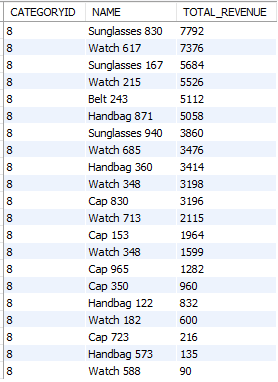 CATEGORYID NAME TOTAL_REVENUE
8 Sunglasses 830 7792
8 Watch 617 7376
8 Sunglasses 167 5684
8 Watch 215 5526
8 Belt 243 5112
8 Handbag 871 5058
8 Sunglasses 940 3860
8 Watch 685 3476
8 Handbag 360 3414
8 Watch 348 3198
8 Cap 830 3196
8 Watch 713 2115
8 Cap 153 1964
8 Watch 348 1599
8 Cap 965 1282
8 Cap 350 960
8 Handbag 122 832
8 Watch 182 600
8 Cap 723 216
8 Handbag 573 135
8 Watch 588 90